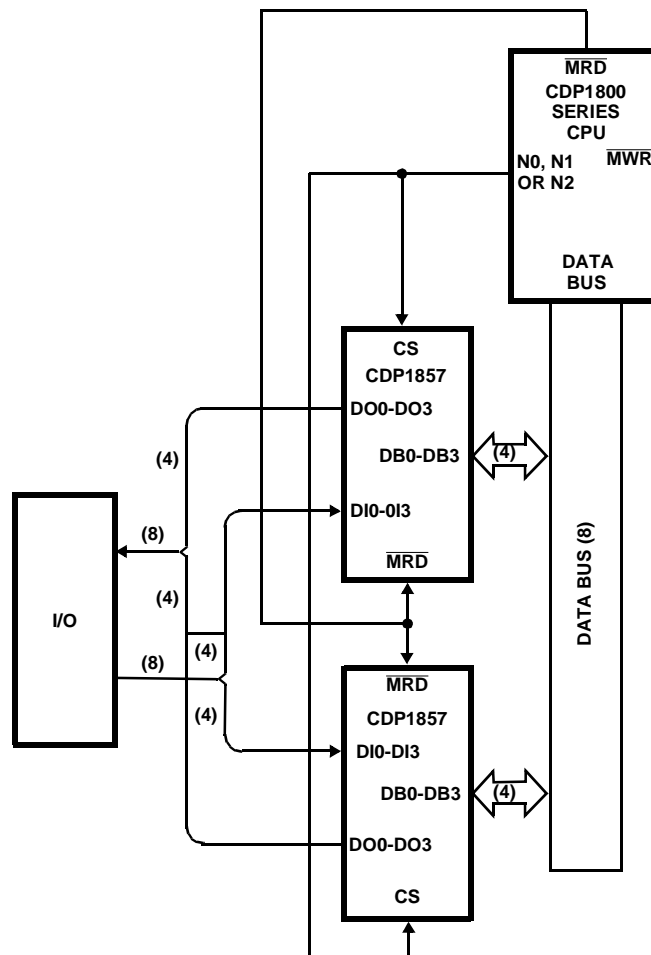 MRD
CDP1800
SERIES
CPU
N0, N1 MWR
OR N2
DATA
BUS
CS
CDP1857
DO0-DO3
(4)
DB0-DB3
(4)
DI0-0I3
(8)
MRD
(4)
I/O
DATA BUS (8)
(4)
(8)
MRD
(4)
CDP1857
DI0-DI3
DB0-DB3
(4)
DO0-DO3
CS